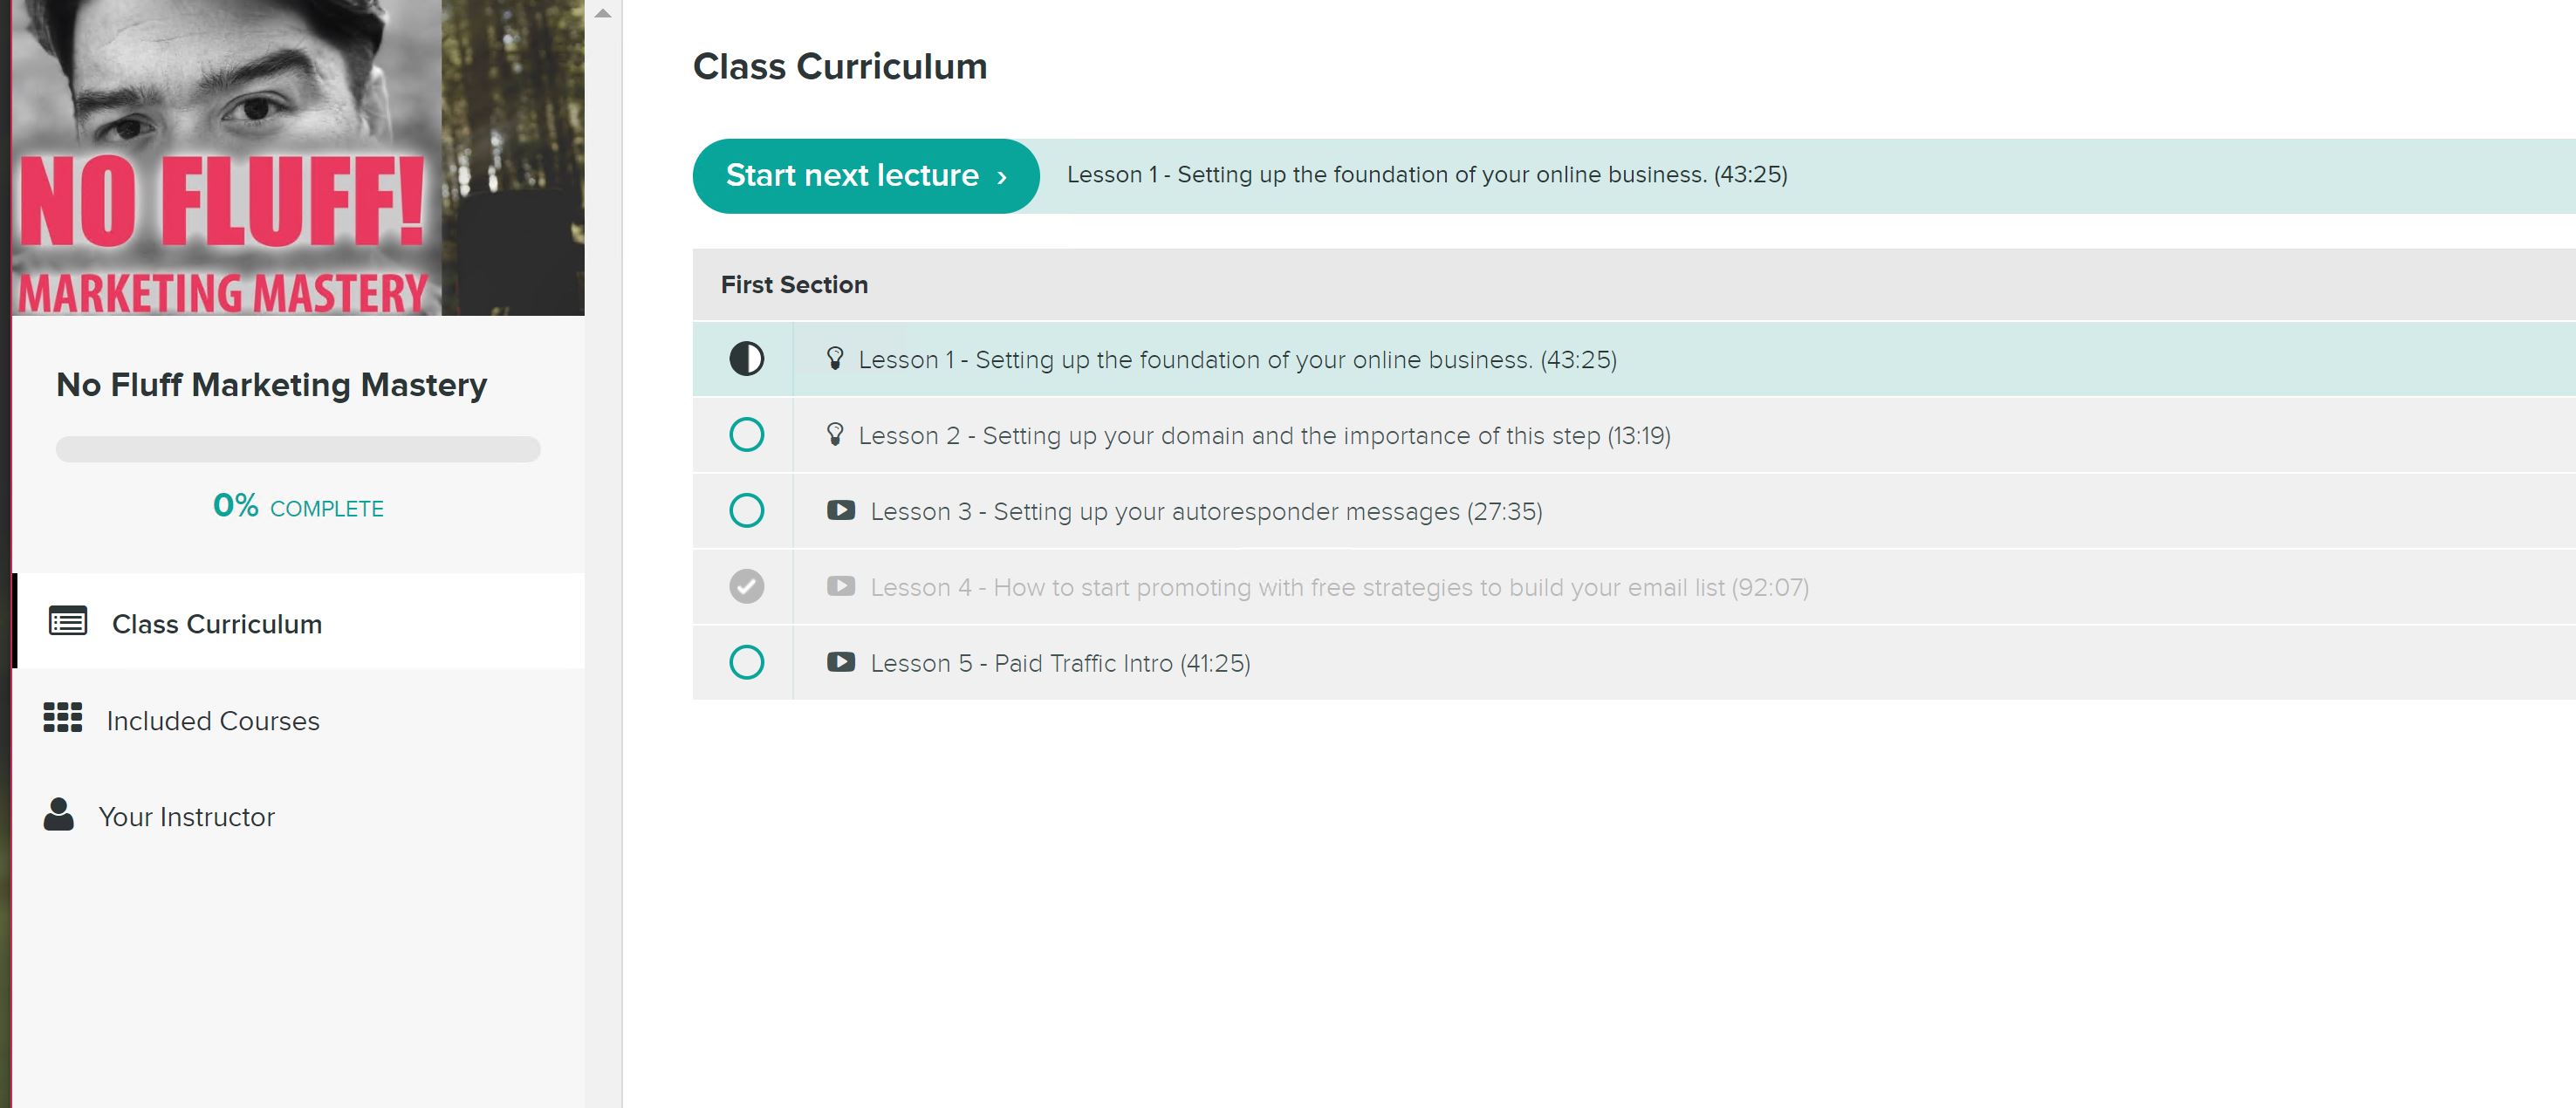 NO FLUFF!
MARKETING MASTERY
No Fluff Marketing Mastery
0% COMPLETE
Class Curriculum
Included Courses
Your Instructor
Class Curriculum
Start next lecture ›
Lesson 1 - Setting up the foundation of your online business. (43:25)
First Section
Lesson 1 - Setting up the foundation of your online business. (43:25)
Lesson 2 - Setting up your domain and the importance of this step (13:19)
Lesson 3 - Setting up your autoresponder messages (27:35)
Lesson 4 - How to start promoting with free strategies to build your email list (92:07)
Lesson 5 - Paid Traffic Intro (41:25)